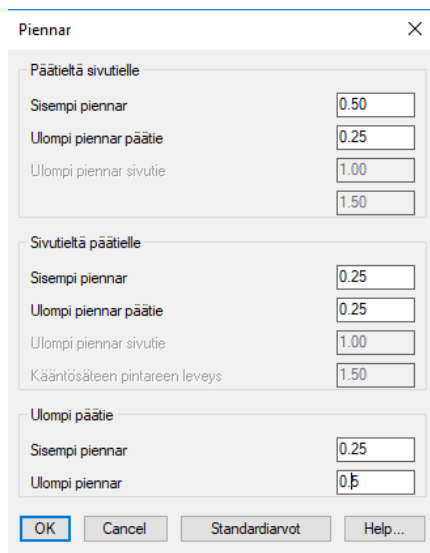 Piennar
Päätieltä sivutielle
Sisempi piennar 0.50
Ulompi piennar päätie 0.25
Ulompi piennar sivutie 1.00
1.50
Sivutieltä päätielle
Sisempi piennar 0.25
Ulompi piennar päätie 0.25
Ulompi piennar sivutie 1.00
Kääntösäteen pintareen leveys 1.50
Ulompi päätie
Sisempi piennar 0.25
Ulompi piennar 0.5
OK Cancel Standardiarvot Help...